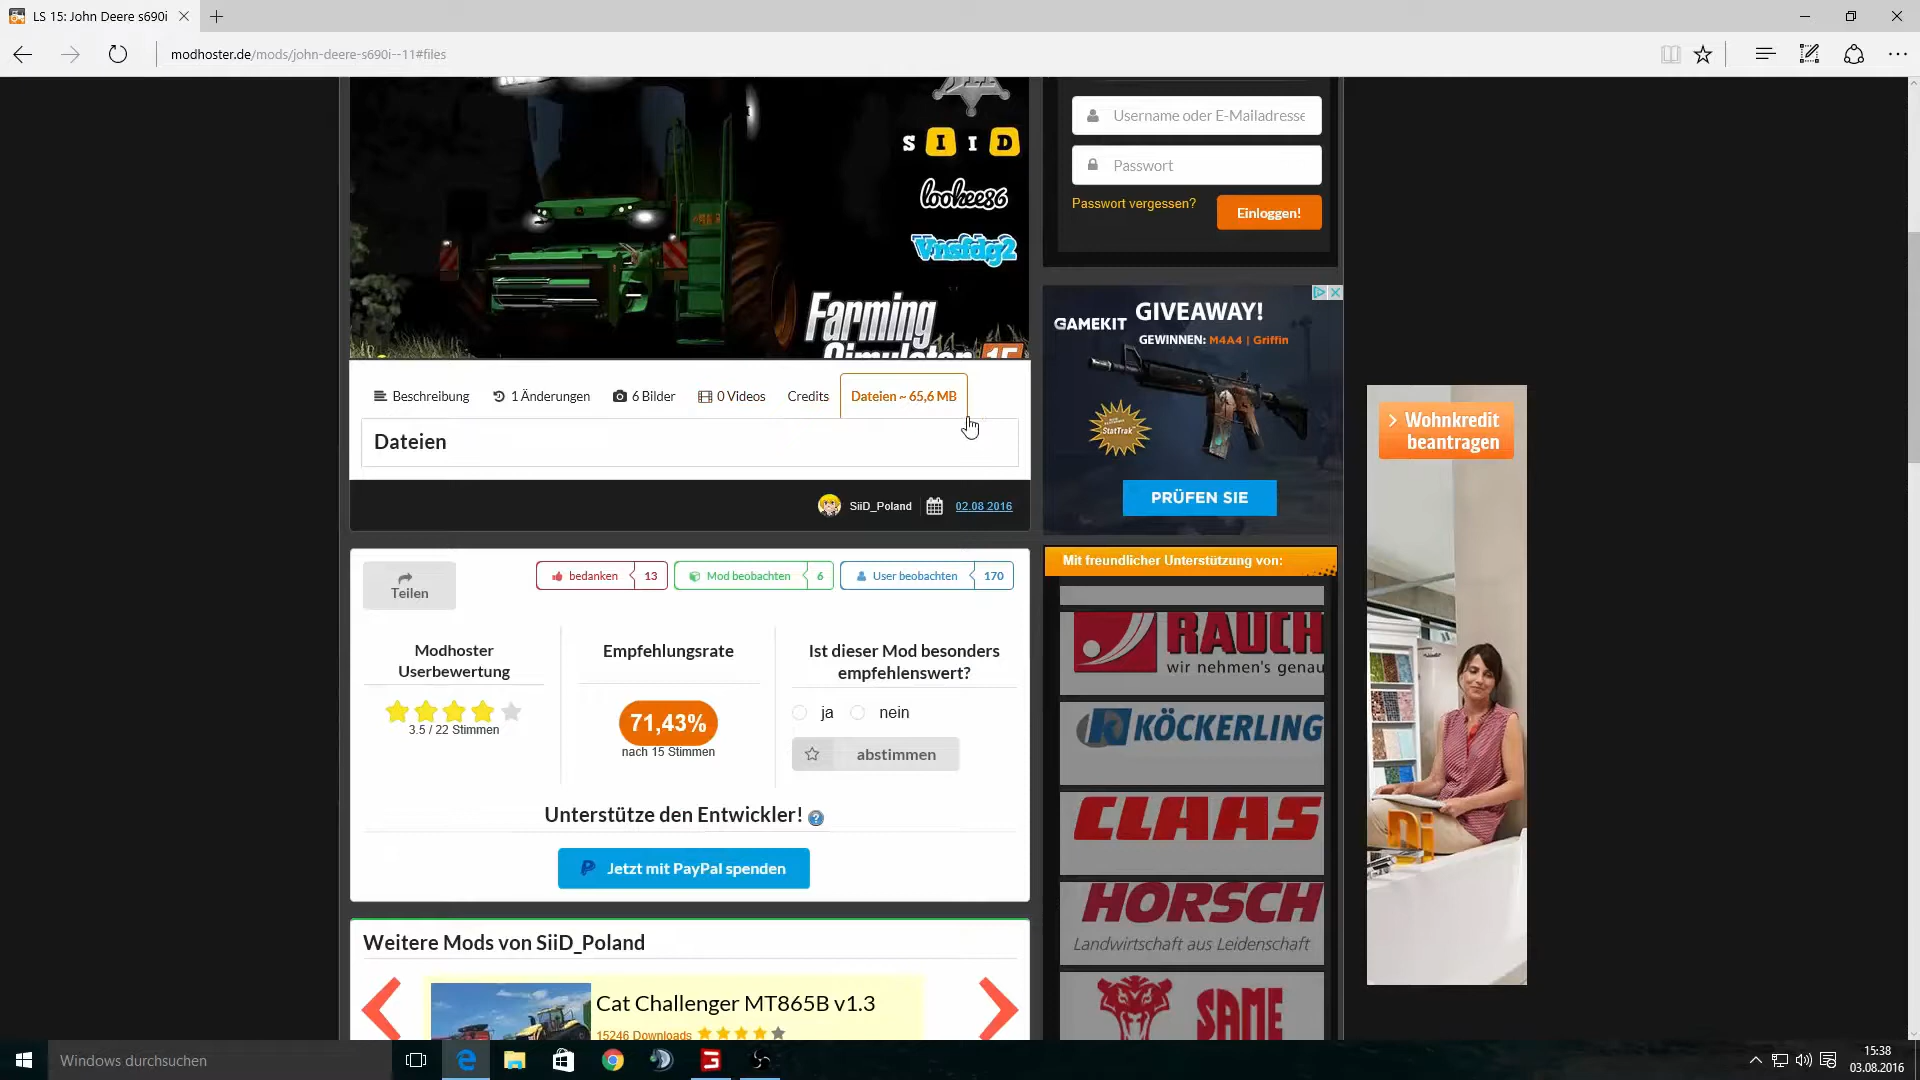 LS 15: John Deere s690i
modhoster.de/mods/john-deere-s690i--11#files
SIID
lookee86
Vnsfdg2
Farming
Simulator 15
Username oder E-Mailadresse
Passwort
Passwort vergessen?
Einloggen!
GAMEKIT
GIVEAWAY!
GEWINNEN: M4A4 | Griffin
StatTrak
PRÜFEN SIE
Beschreibung
1 Änderungen
6 Bilder
0 Videos
Credits
Dateien ~ 65,6 MB
Dateien
SiiD_Poland
02.08.2016
Wohnkredit
beantragen
Teilen
bedanken 13
Mod beobachten 6
User beobachten 170
Modhoster
Userbewertung
3.5 / 22 Stimmen
Empfehlungsrate
71,43%
nach 15 Stimmen
Ist dieser Mod besonders
empfehlenswert?
ja
nein
abstimmen
Unterstütze den Entwickler!
?
Jetzt mit PayPal spenden
Mit freundlicher Unterstützung von:
RAUCH
wir nehmen's genau
KÖCKERLING
CLAAS
HORSCH
Landwirtschaft aus Leidenschaft
SAME
Weitere Mods von SiiD_Poland
Cat Challenger MT865B v1.3
15246 Downloads
Windows durchsuchen
15:38
03.08.2016